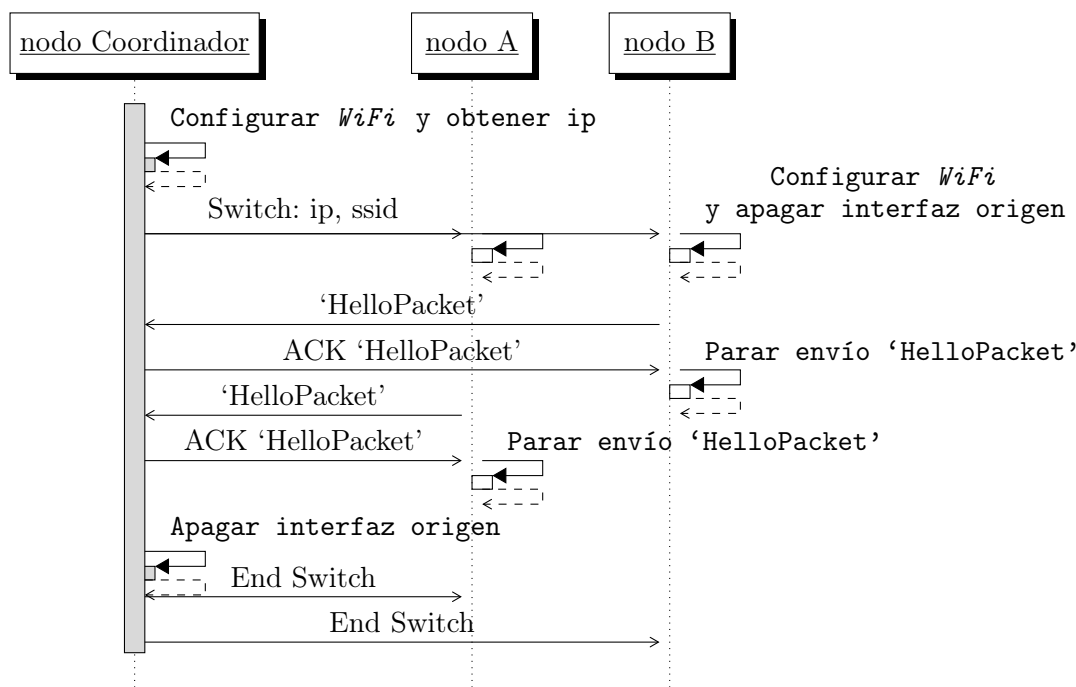 nodo Coordinador
nodo A
nodo B
Configurar WiFi y obtener ip
Configurar WiFi
y apagar interfaz origen
Switch: ip, ssid
‘HelloPacket’
ACK ‘HelloPacket’
Parar envío ‘HelloPacket’
‘HelloPacket’
ACK ‘HelloPacket’
Parar envío ‘HelloPacket’
Apagar interfaz origen
End Switch
End Switch